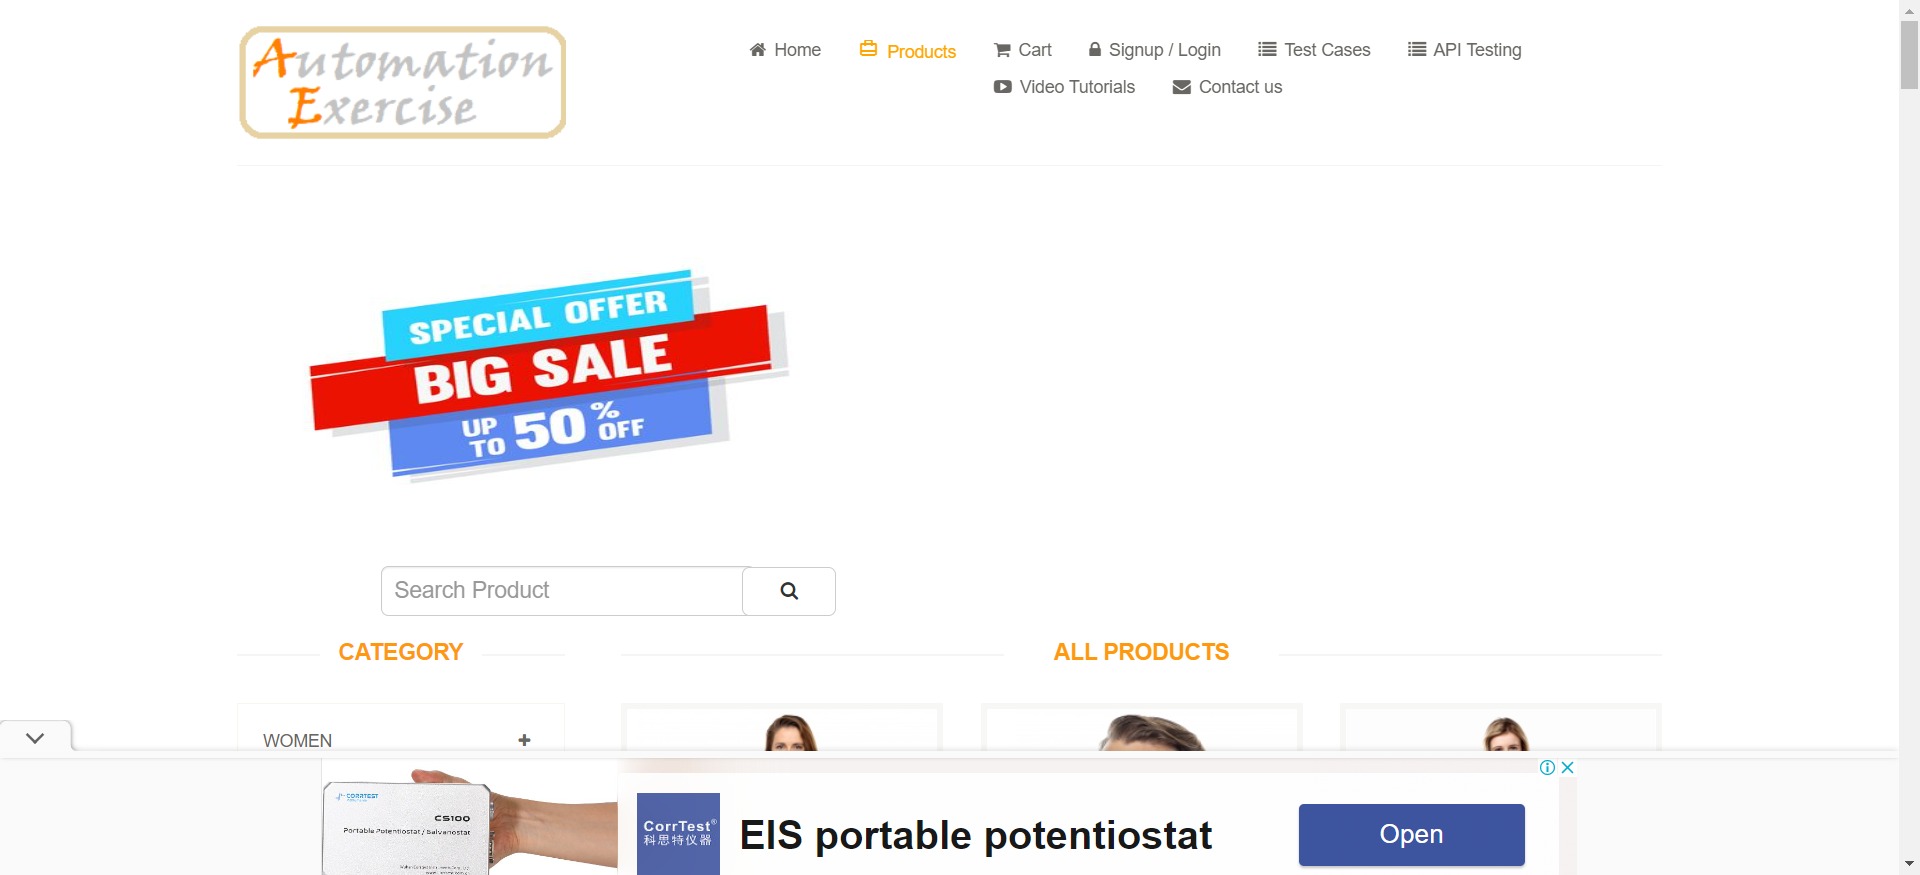 Automation
Exercise
Home
Products
Cart
Signup / Login
Test Cases
API Testing
Video Tutorials
Contact us
SPECIAL OFFER
BIG SALE
UP TO 50% OFF
Search Product
CATEGORY
ALL PRODUCTS
WOMEN
CORRTEST
CS100
Portable Potentiostat / Galvanostat
CorrTest®
科思特仪器
EIS portable potentiostat
Open